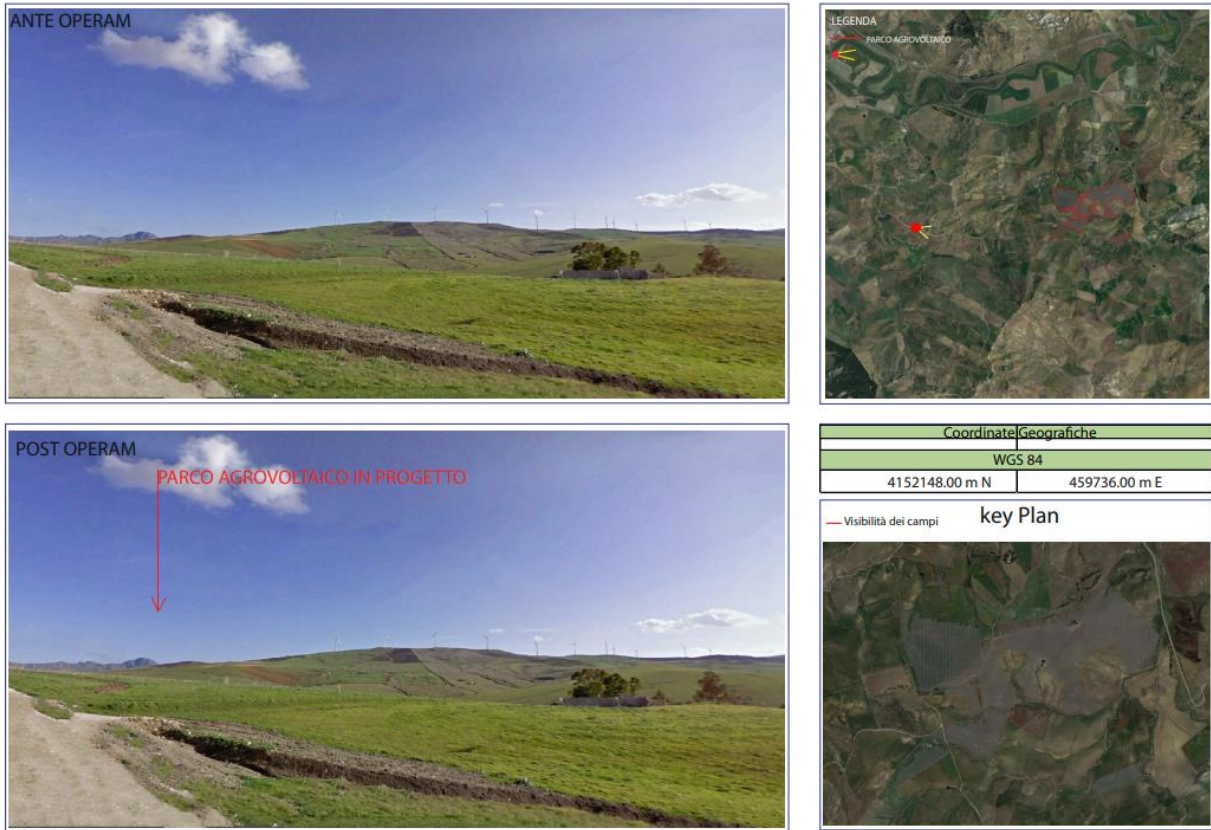 ANTE OPERAM
LEGENDA
PARCO AGROVOLTAICO
POST OPERAM
PARCO AGROVOLTAICO IN PROGETTO
Coordinate Geografiche
WGS 84
4152148.00 m N 459736.00 m E
Visibilità dei campi
key Plan